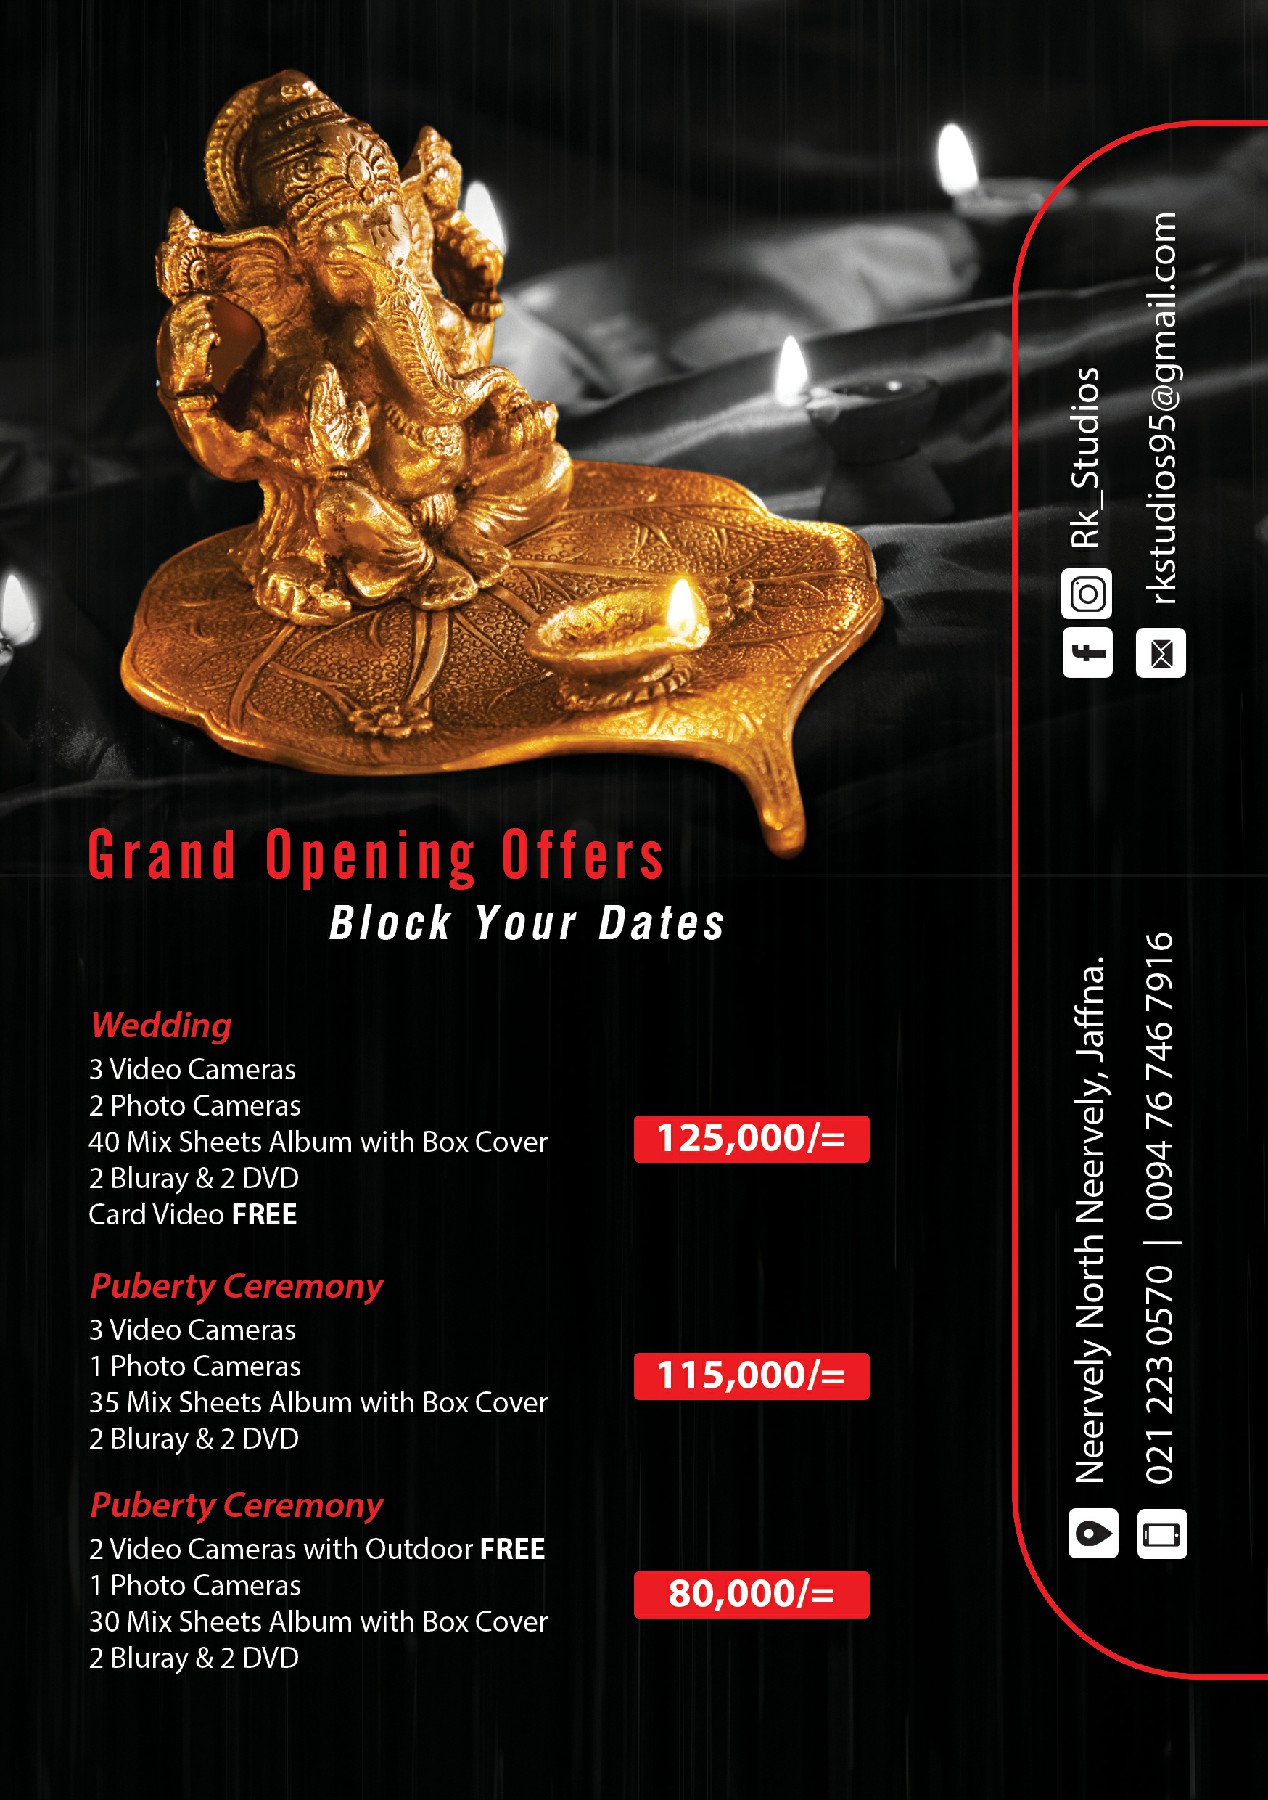 Grand Opening Offers
Block Your Dates
Wedding
3 Video Cameras
2 Photo Cameras
40 Mix Sheets Album with Box Cover
2 Bluray & 2 DVD
Card Video FREE
125,000/=
Puberty Ceremony
3 Video Cameras
1 Photo Cameras
35 Mix Sheets Album with Box Cover
2 Bluray & 2 DVD
115,000/=
Puberty Ceremony
2 Video Cameras with Outdoor FREE
1 Photo Cameras
30 Mix Sheets Album with Box Cover
2 Bluray & 2 DVD
80,000/=
Neervely North Neervely, Jaffna.
021 223 0570 | 0094 76 746 7916
Rk_Studios
rkstudios95@gmail.com